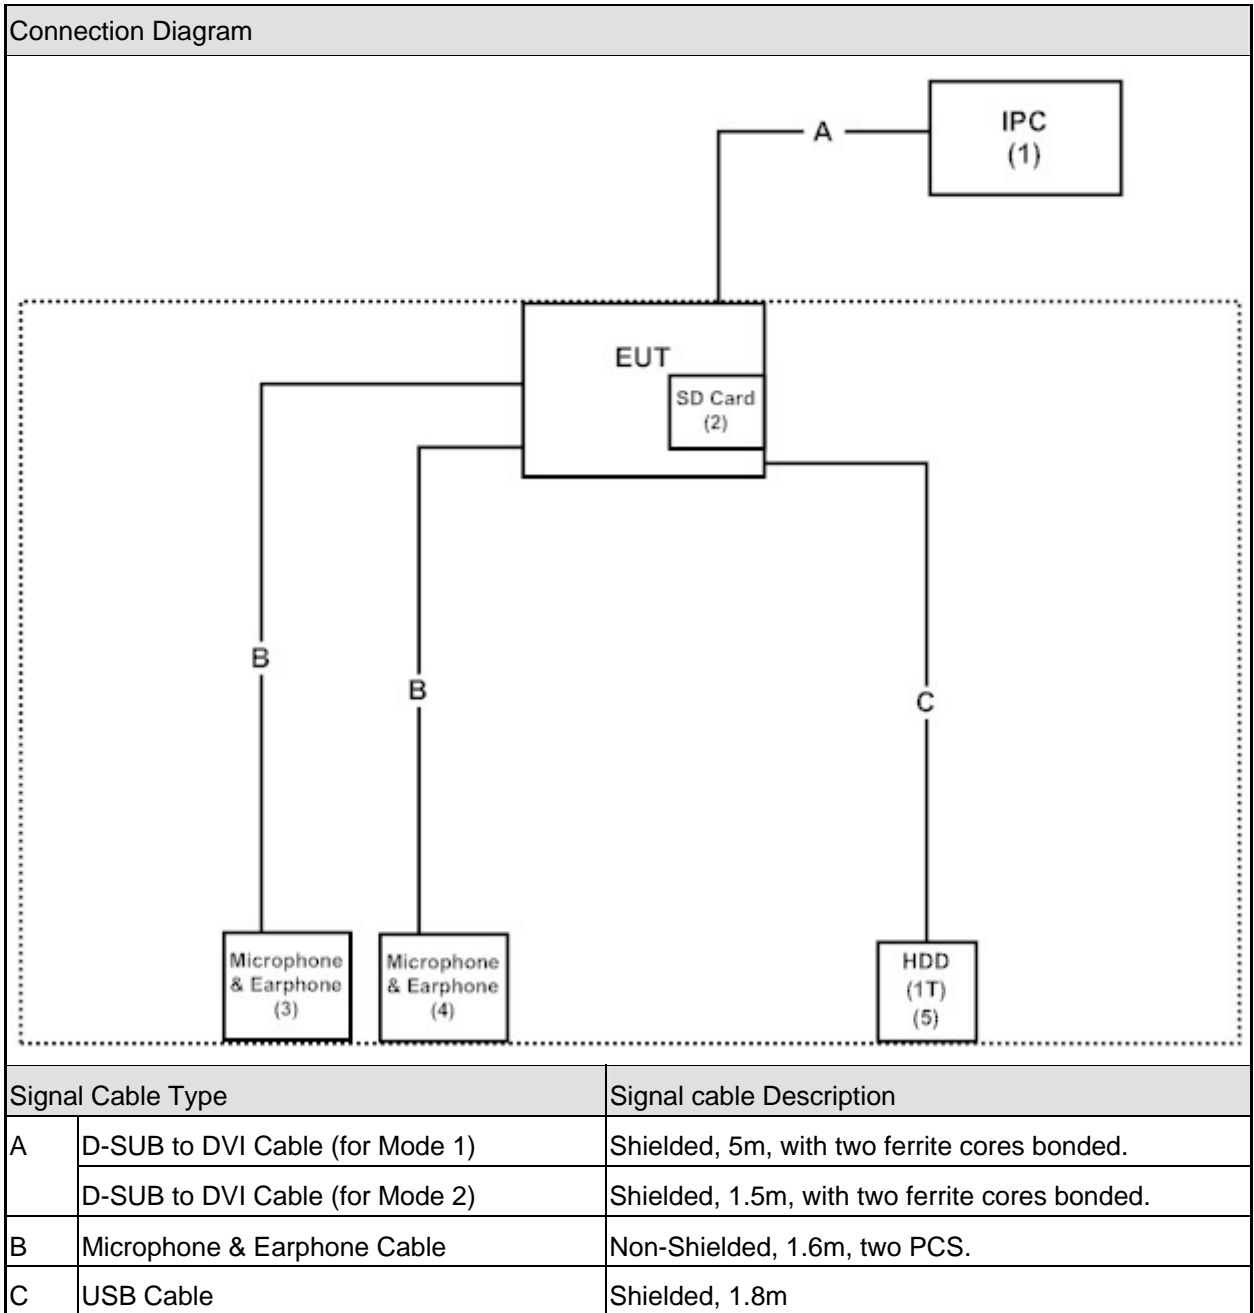 Connection Diagram
IPC
(1)
A
EUT
SD Card
(2)
B
B
C
Microphone
& Earphone
(3)
Microphone
& Earphone
(4)
HDD
(1T)
(5)
Signal Cable Type Signal cable Description
A D-SUB to DVI Cable (for Mode 1) Shielded, 5m, with two ferrite cores bonded.
D-SUB to DVI Cable (for Mode 2) Shielded, 1.5m, with two ferrite cores bonded.
B Microphone & Earphone Cable Non-Shielded, 1.6m, two PCS.
C USB Cable Shielded, 1.8m